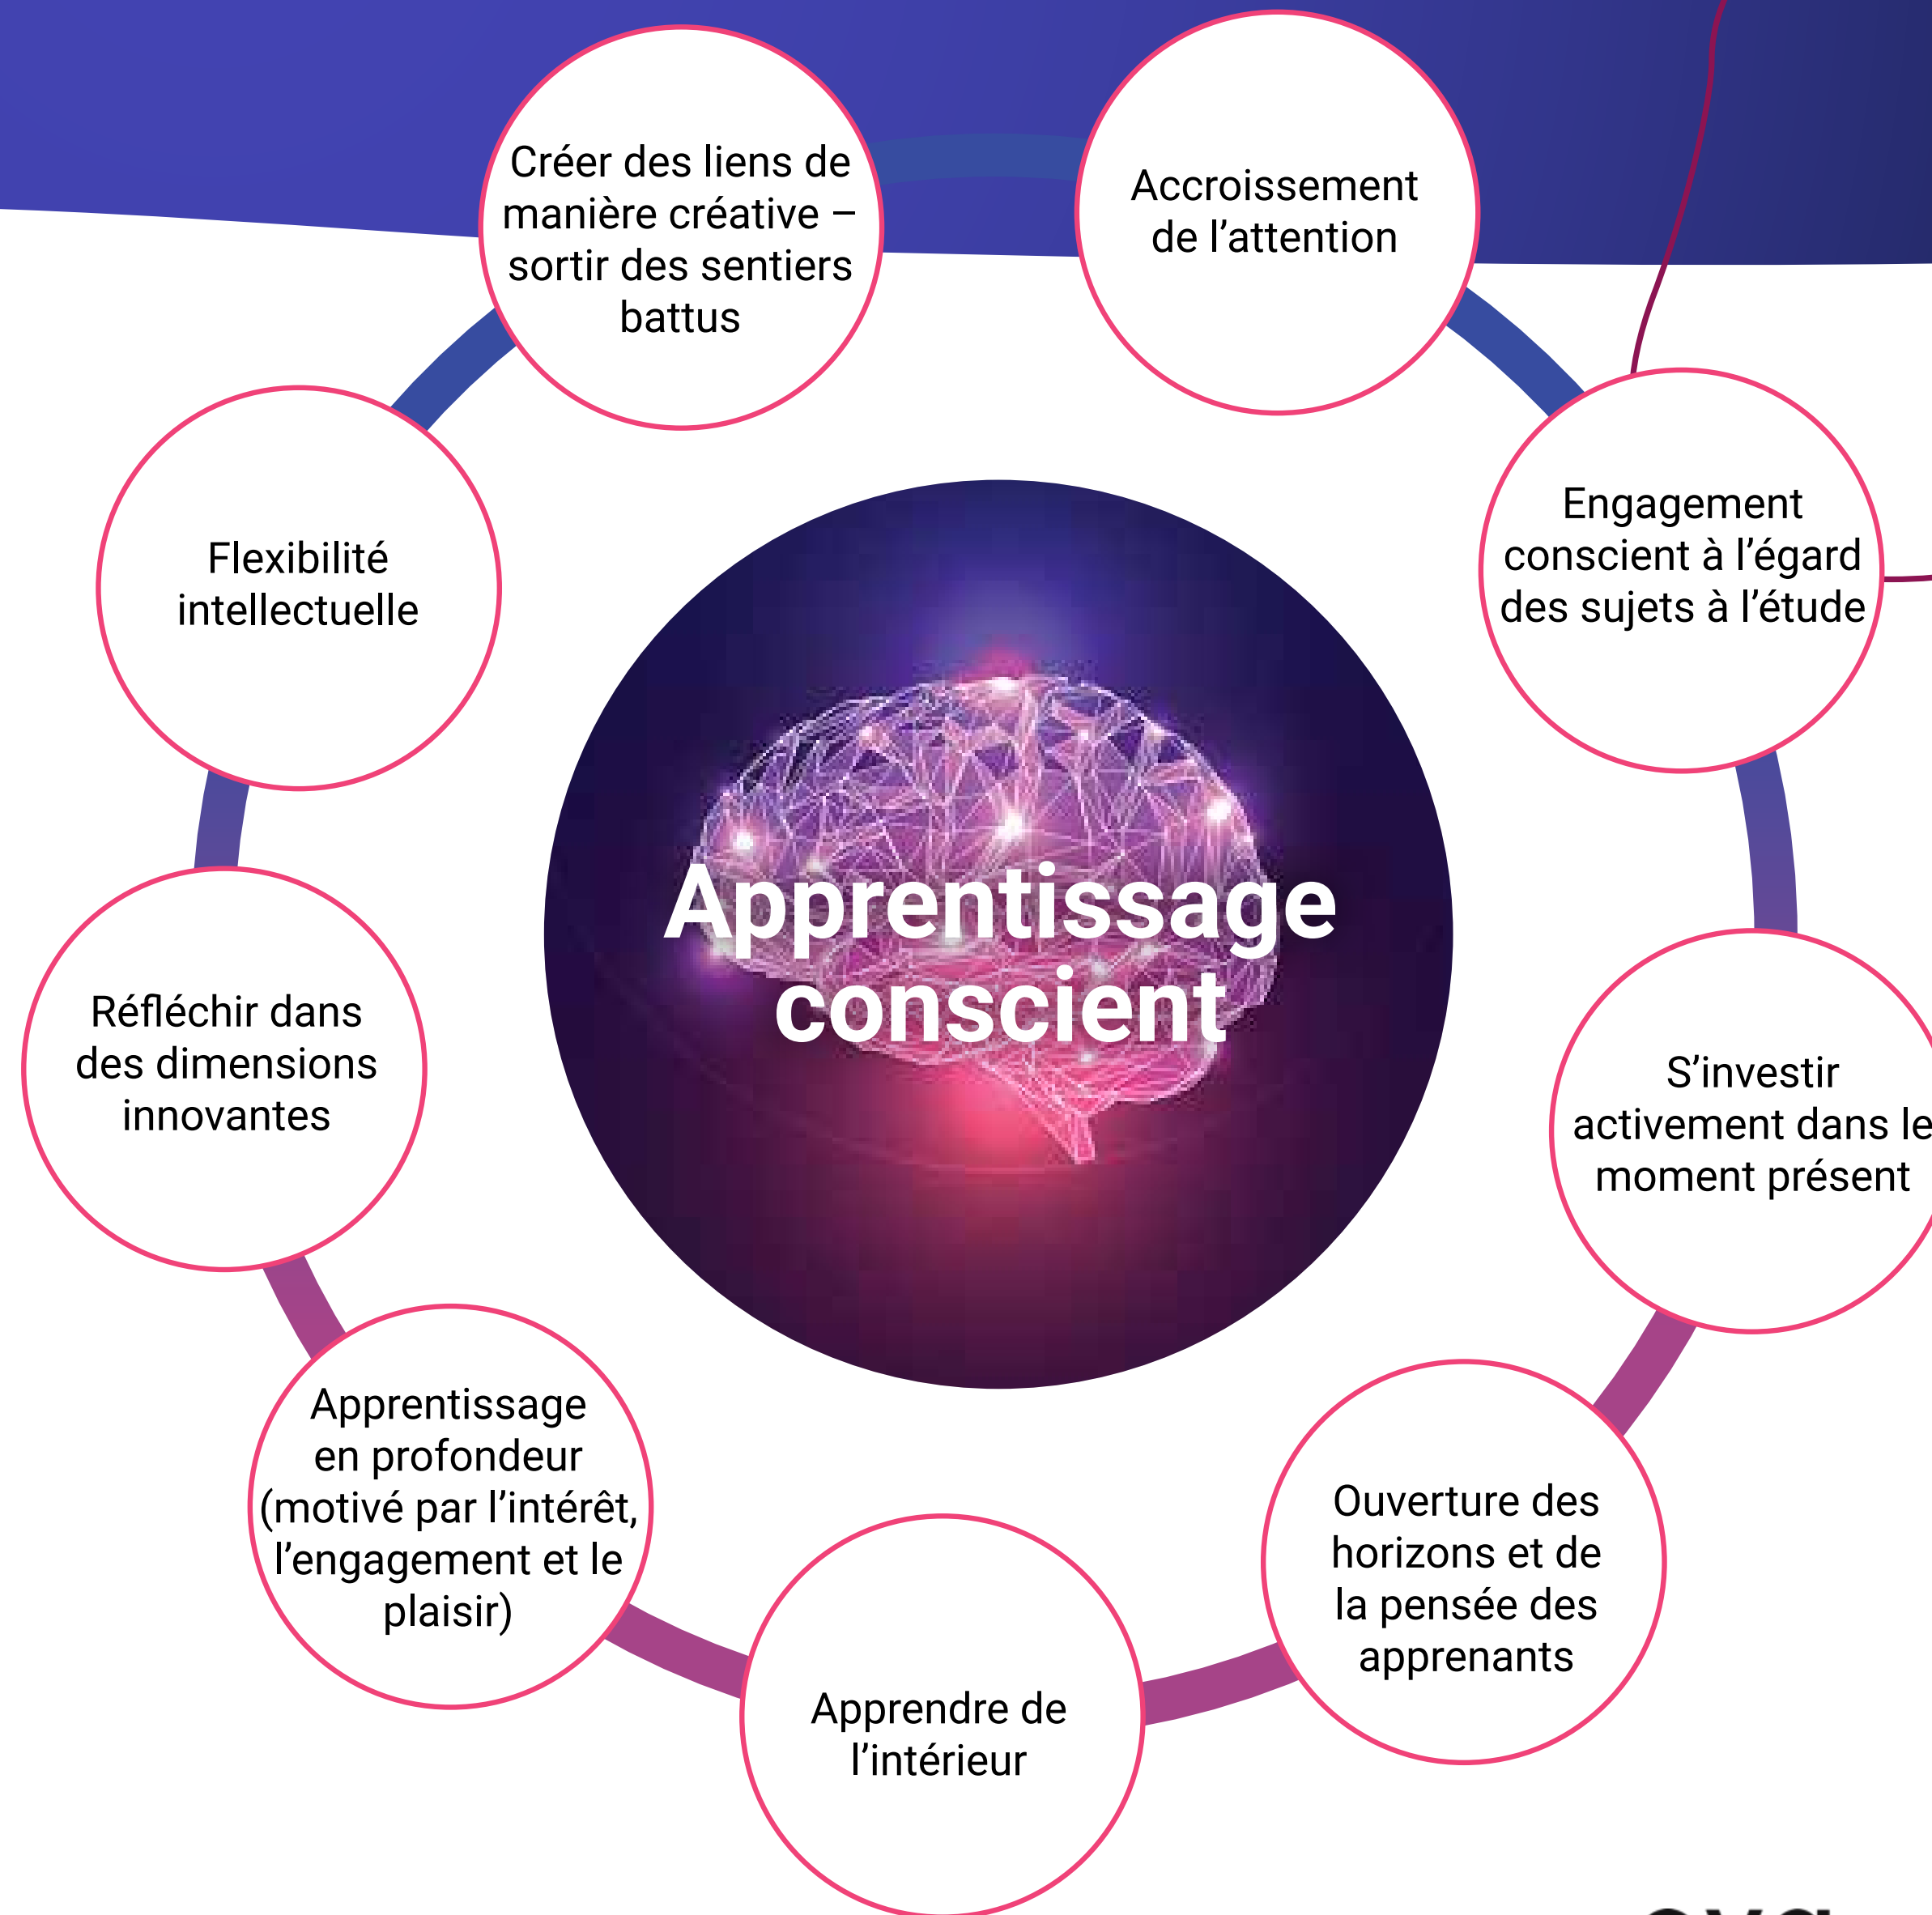 Créer des liens de
manière créative –
sortir des sentiers
battus
Accroissement
de l’attention
Engagement
conscient à l’égard
des sujets à l’étude
Flexibilité
intellectuelle
Apprentissage
conscient
Réfléchir dans
des dimensions
innovantes
S’investir
activement dans le
moment présent
Apprentissage
en profondeur
(motivé par l’intérêt,
l’engagement et le
plaisir)
Ouverture des
horizons et de
la pensée des
apprenants
Apprendre de
l’intérieur